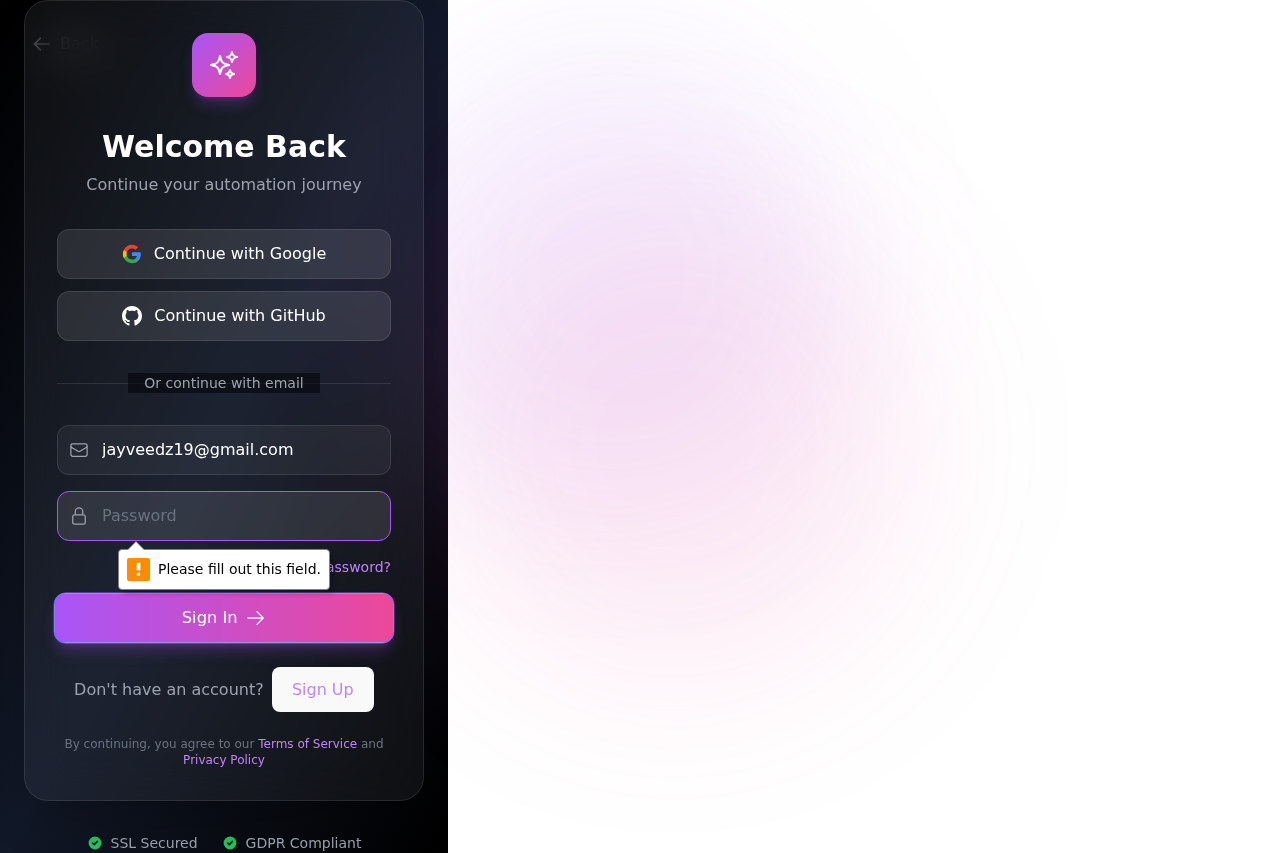 Back
Welcome Back
Continue your automation journey
Continue with Google
Continue with GitHub
Or continue with email
jayveedz19@gmail.com
Password
Please fill out this field.
assword?
Sign In
Don't have an account? Sign Up
By continuing, you agree to our Terms of Service and
Privacy Policy
SSL Secured GDPR Compliant